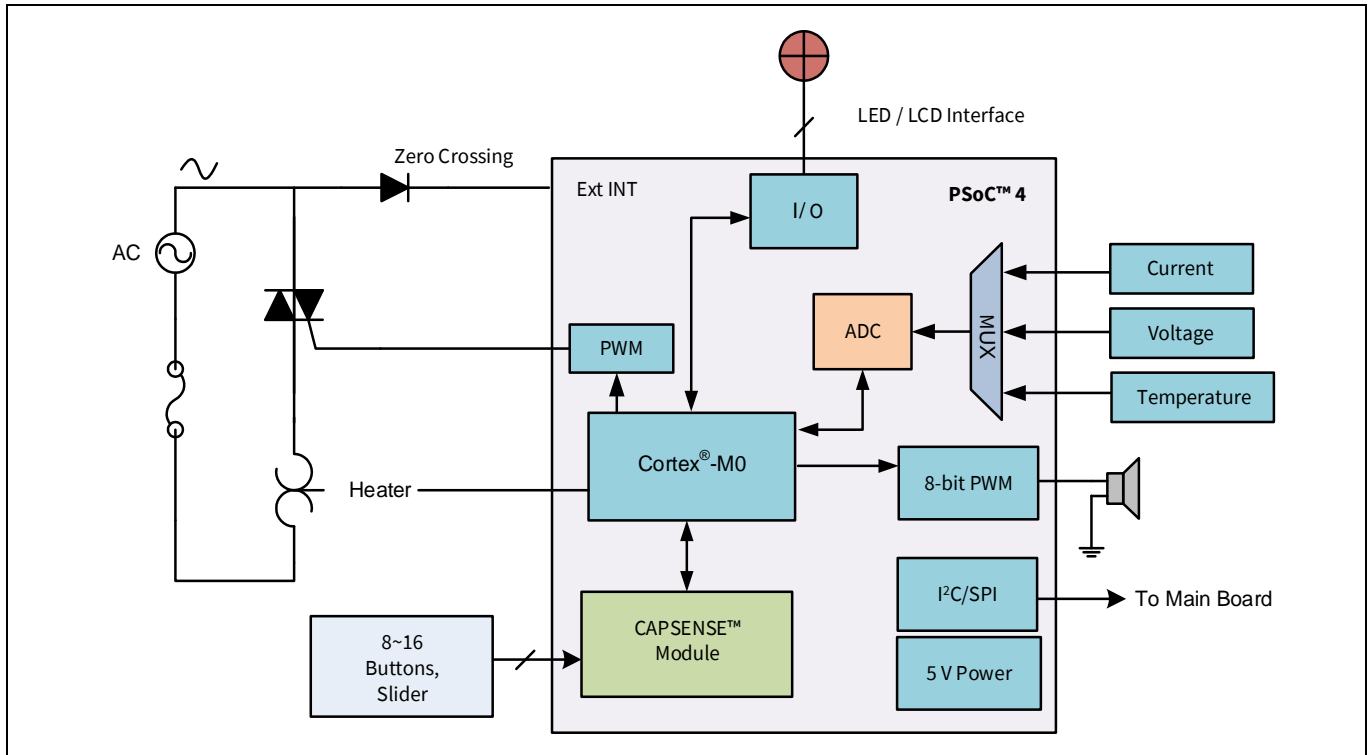 LED / LCD Interface
Zero Crossing
Ext INT
PSoC™ 4
I/O
AC
Current
MUX
ADC
Voltage
PWM
Temperature
Cortex®-M0
8-bit PWM
Heater
I²C/SPI
To Main Board
CAPSENSE™
Module
8~16
Buttons,
Slider
5 V Power